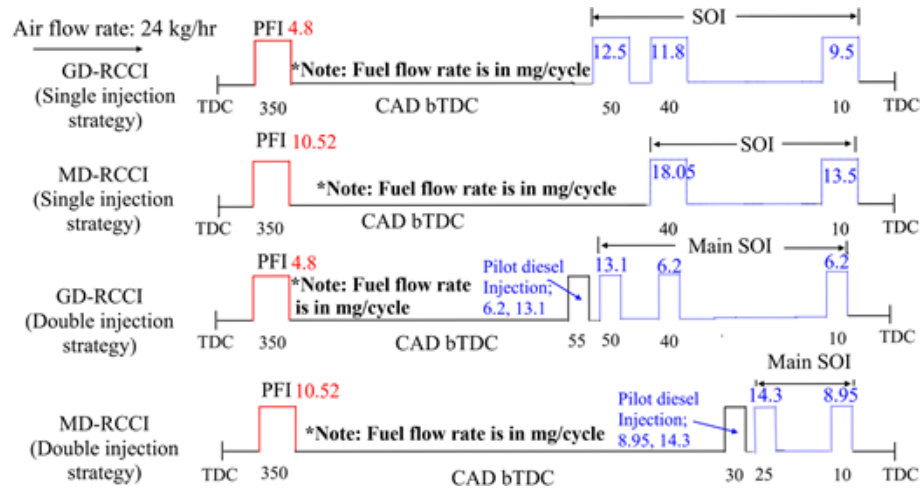 Air flow rate: 24 kg/hr
PFI 4.8
SOI
12.5
11.8
9.5
GD-RCCI
(Single injection
strategy)
*Note: Fuel flow rate is in mg/cycle
TDC
350
CAD bTDC
50
40
10
TDC
PFI 10.52
SOI
18.05
13.5
MD-RCCI
(Single injection
strategy)
*Note: Fuel flow rate is in mg/cycle
TDC
350
CAD bTDC
40
10
TDC
Main SOI
PFI 4.8
13.1
6.2
6.2
GD-RCCI
(Double injection
strategy)
*Note: Fuel flow rate
is in mg/cycle
Pilot diesel
Injection;
6.2, 13.1
TDC
350
CAD bTDC
55
50
40
10
TDC
Main SOI
PFI 10.52
14.3
8.95
MD-RCCI
(Double injection
strategy)
*Note: Fuel flow rate is in mg/cycle
Pilot diesel
Injection;
8.95, 14.3
TDC
350
CAD bTDC
30
25
10
TDC